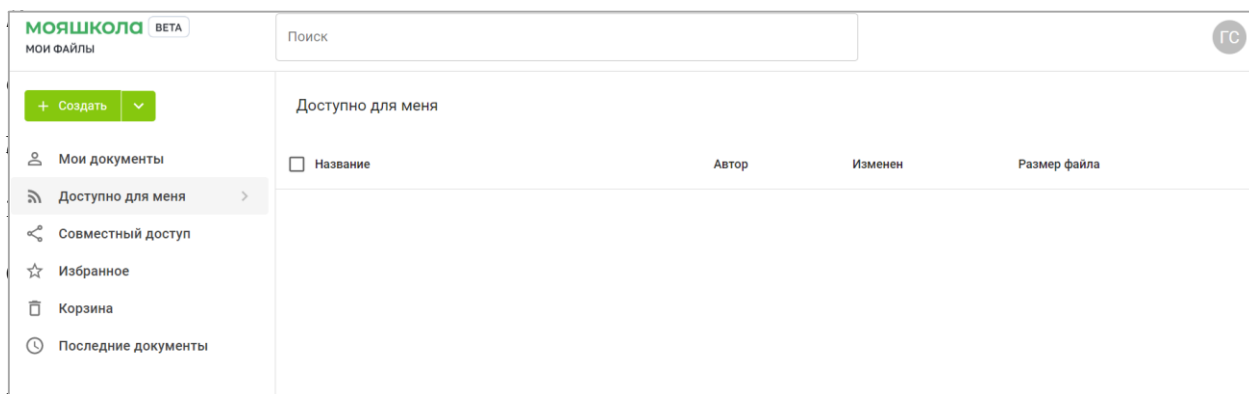 МОЯШКОЛА BETA
МОИ ФАЙЛЫ
Поиск
ГС
+ Создать
Доступно для меня
Мои документы
Доступно для меня
Совместный доступ
Избранное
Корзина
Последние документы
Название Автор Изменен Размер файла